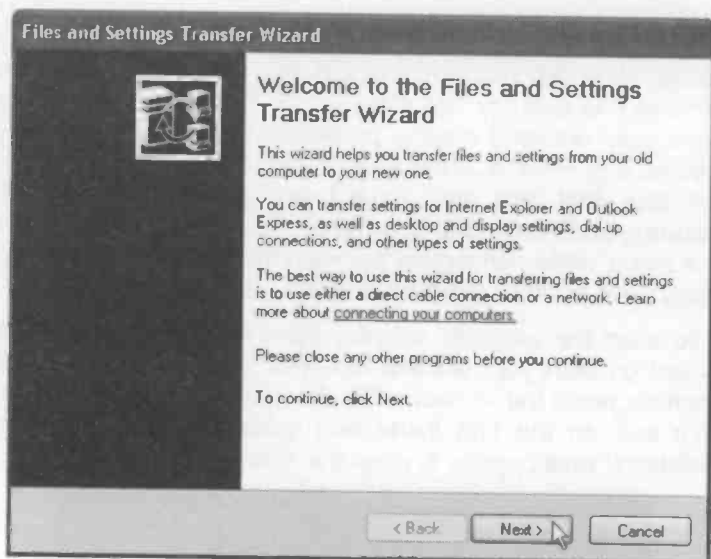 Files and Settings Transfer Wizard
Welcome to the Files and Settings
Transfer Wizard
This wizard helps you transfer files and settings from your old
computer to your new one.
You can transfer settings for Internet Explorer and Outlook
Express, as well as desktop and display settings, dial-up
connections, and other types of settings.
The best way to use this wizard for transferring files and settings
is to use either a direct cable connection or a network. Learn
more about connecting your computers.
Please close any other programs before you continue.
To continue, click Next.
< Back Next > Cancel